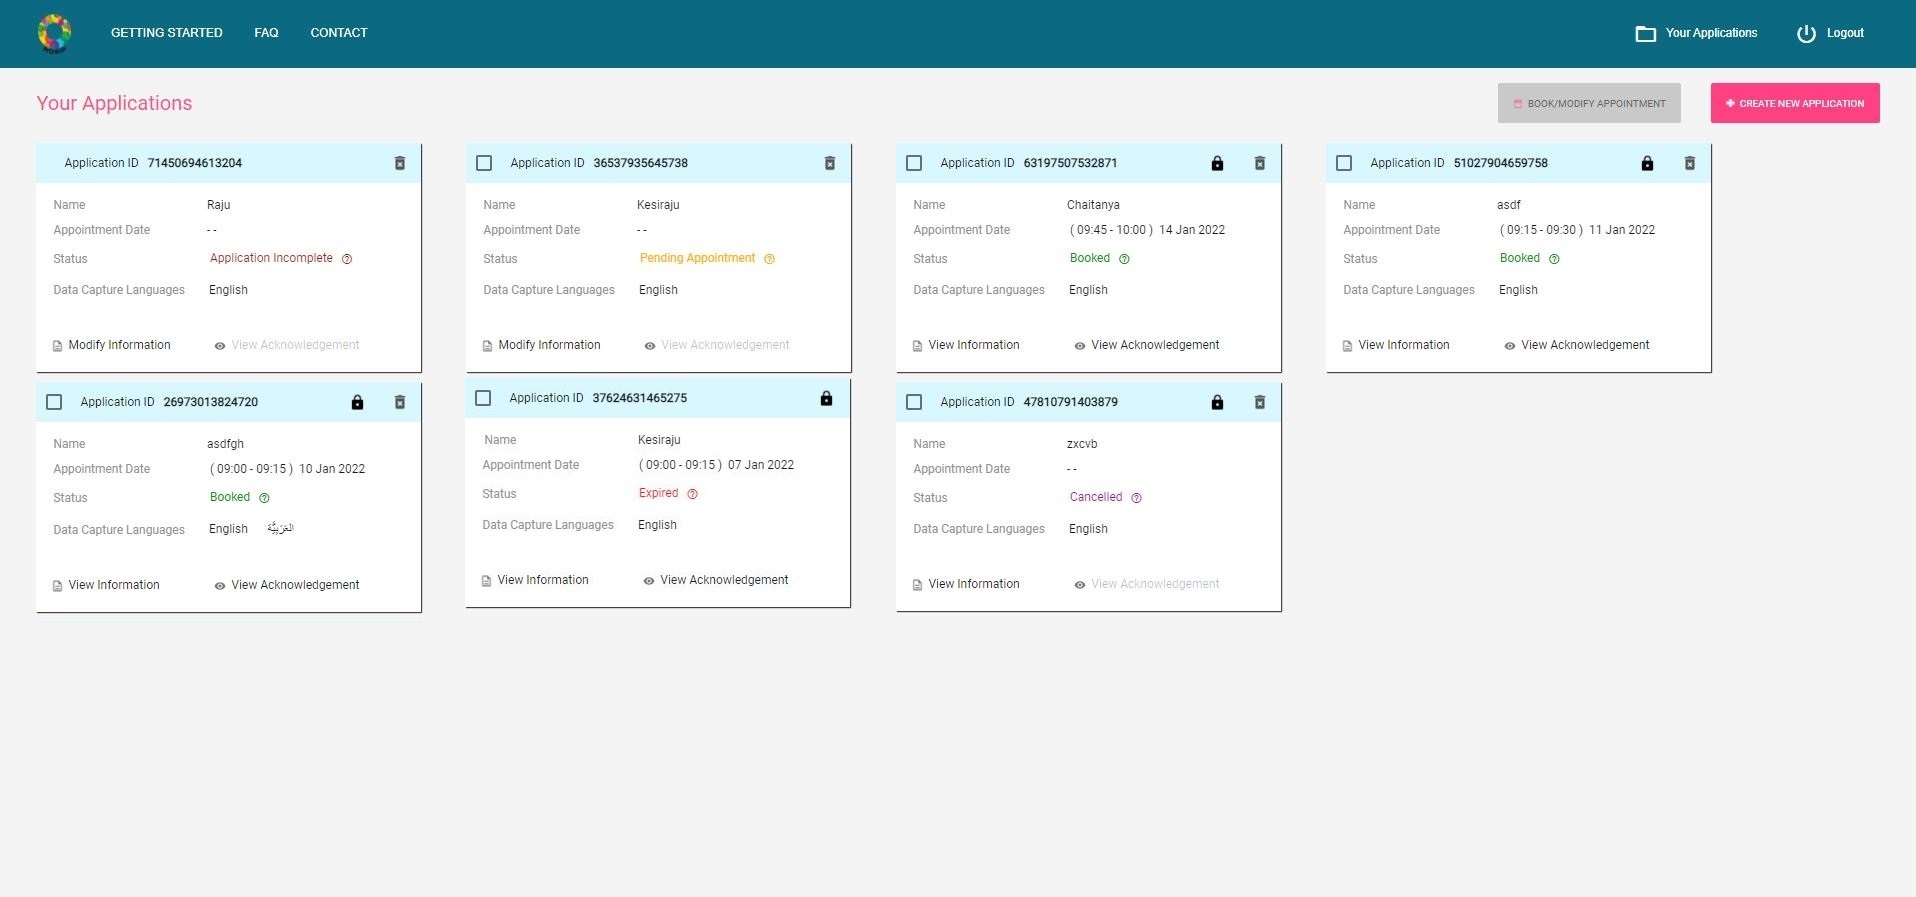 GETTING STARTED FAQ CONTACT Your Applications Logout
Your Applications BOOK/MODIFY APPOINTMENT CREATE NEW APPLICATION
Application ID 71450694613204
Name Raju
Appointment Date - -
Status Application Incomplete
Data Capture Languages English
Modify Information View Acknowledgement
Application ID 36537935645738
Name Kesiraju
Appointment Date - -
Status Pending Appointment
Data Capture Languages English
Modify Information View Acknowledgement
Application ID 63197507532871
Name Chaitanya
Appointment Date ( 09:45 - 10:00 ) 14 Jan 2022
Status Booked
Data Capture Languages English
View Information View Acknowledgement
Application ID 51027904659758
Name asdf
Appointment Date ( 09:15 - 09:30 ) 11 Jan 2022
Status Booked
Data Capture Languages English
View Information View Acknowledgement
Application ID 26973013824720
Name asdfgh
Appointment Date ( 09:00 - 09:15 ) 10 Jan 2022
Status Booked
Data Capture Languages English العَرَبِيَّة
View Information View Acknowledgement
Application ID 37624631465275
Name Kesiraju
Appointment Date ( 09:00 - 09:15 ) 07 Jan 2022
Status Expired
Data Capture Languages English
View Information View Acknowledgement
Application ID 47810791403879
Name zxcvb
Appointment Date - -
Status Cancelled
Data Capture Languages English
View Information View Acknowledgement